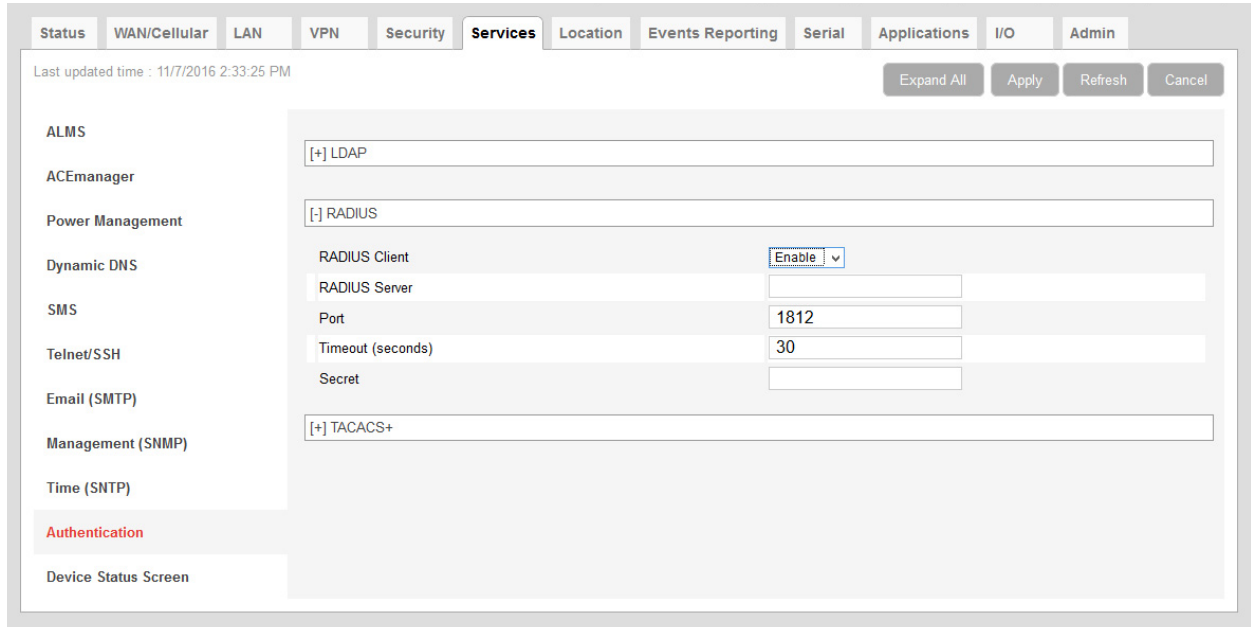 Status WAN/Cellular LAN VPN Security Services Location Events Reporting Serial Applications I/O Admin
Last updated time : 11/7/2016 2:33:25 PM
Expand All Apply Refresh Cancel
ALMS
ACEmanager
Power Management
Dynamic DNS
SMS
Telnet/SSH
Email (SMTP)
Management (SNMP)
Time (SNTP)
Authentication
Device Status Screen
[+] LDAP
[-] RADIUS
RADIUS Client Enable
RADIUS Server
Port 1812
Timeout (seconds) 30
Secret
[+] TACACS+